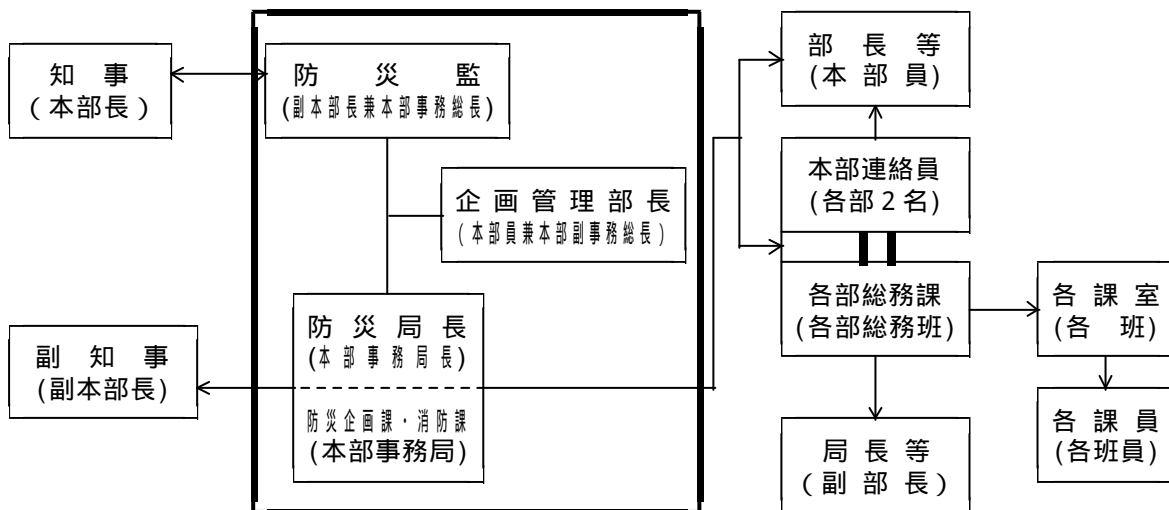 知事
(本部長)
防災監
(副本部長兼本部事務総長)
企画管理部長
(本部員兼本部副事務総長)
防災局長
(本部事務局長)
防災企画課・消防課
(本部事務局)
副知事
(副本部長)
部長等
(本部員)
本部連絡員
(各部2名)
各部総務課
(各部総務班)
局長等
(副部長)
各課室
(各班)
各課員
(各班員)